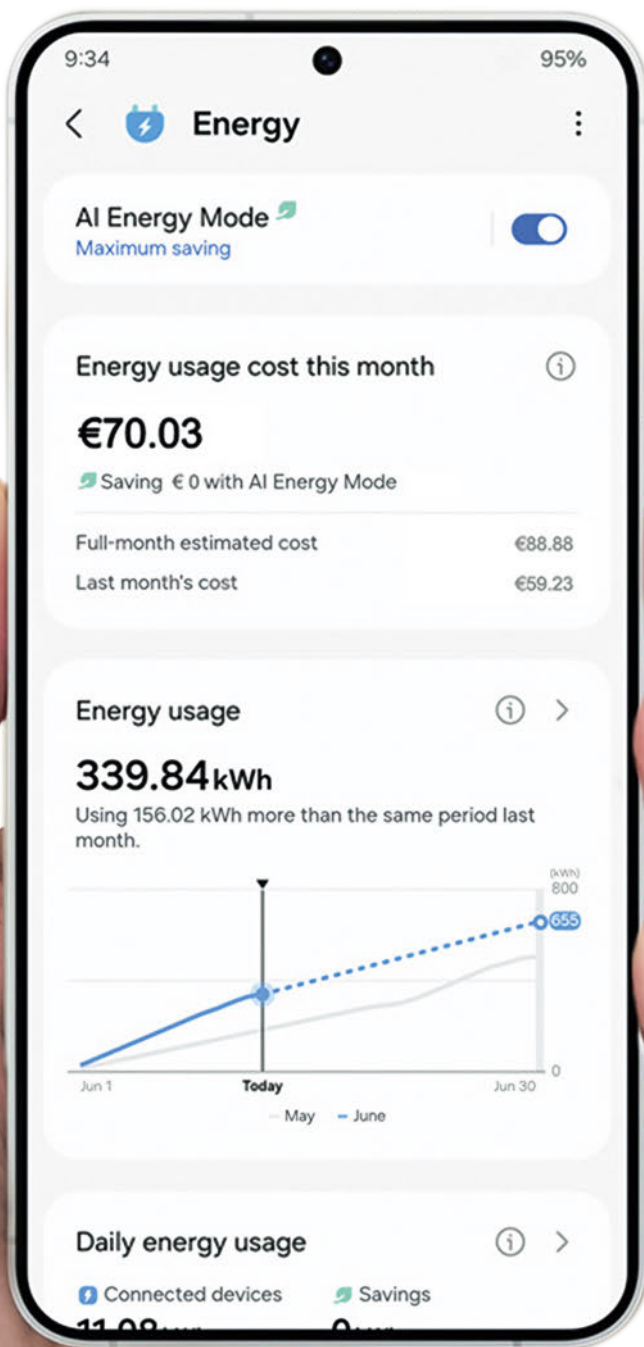 9:34 95%
Energy
AI Energy Mode
Maximum saving
Energy usage cost this month
€70.03
Saving € 0 with AI Energy Mode
Full-month estimated cost €88.88
Last month's cost €59.23
Energy usage
339.84kWh
Using 156.02 kWh more than the same period last
month.
(kWh)
800
655
0
Jun 1 Today Jun 30
May June
Daily energy usage
Connected devices Savings